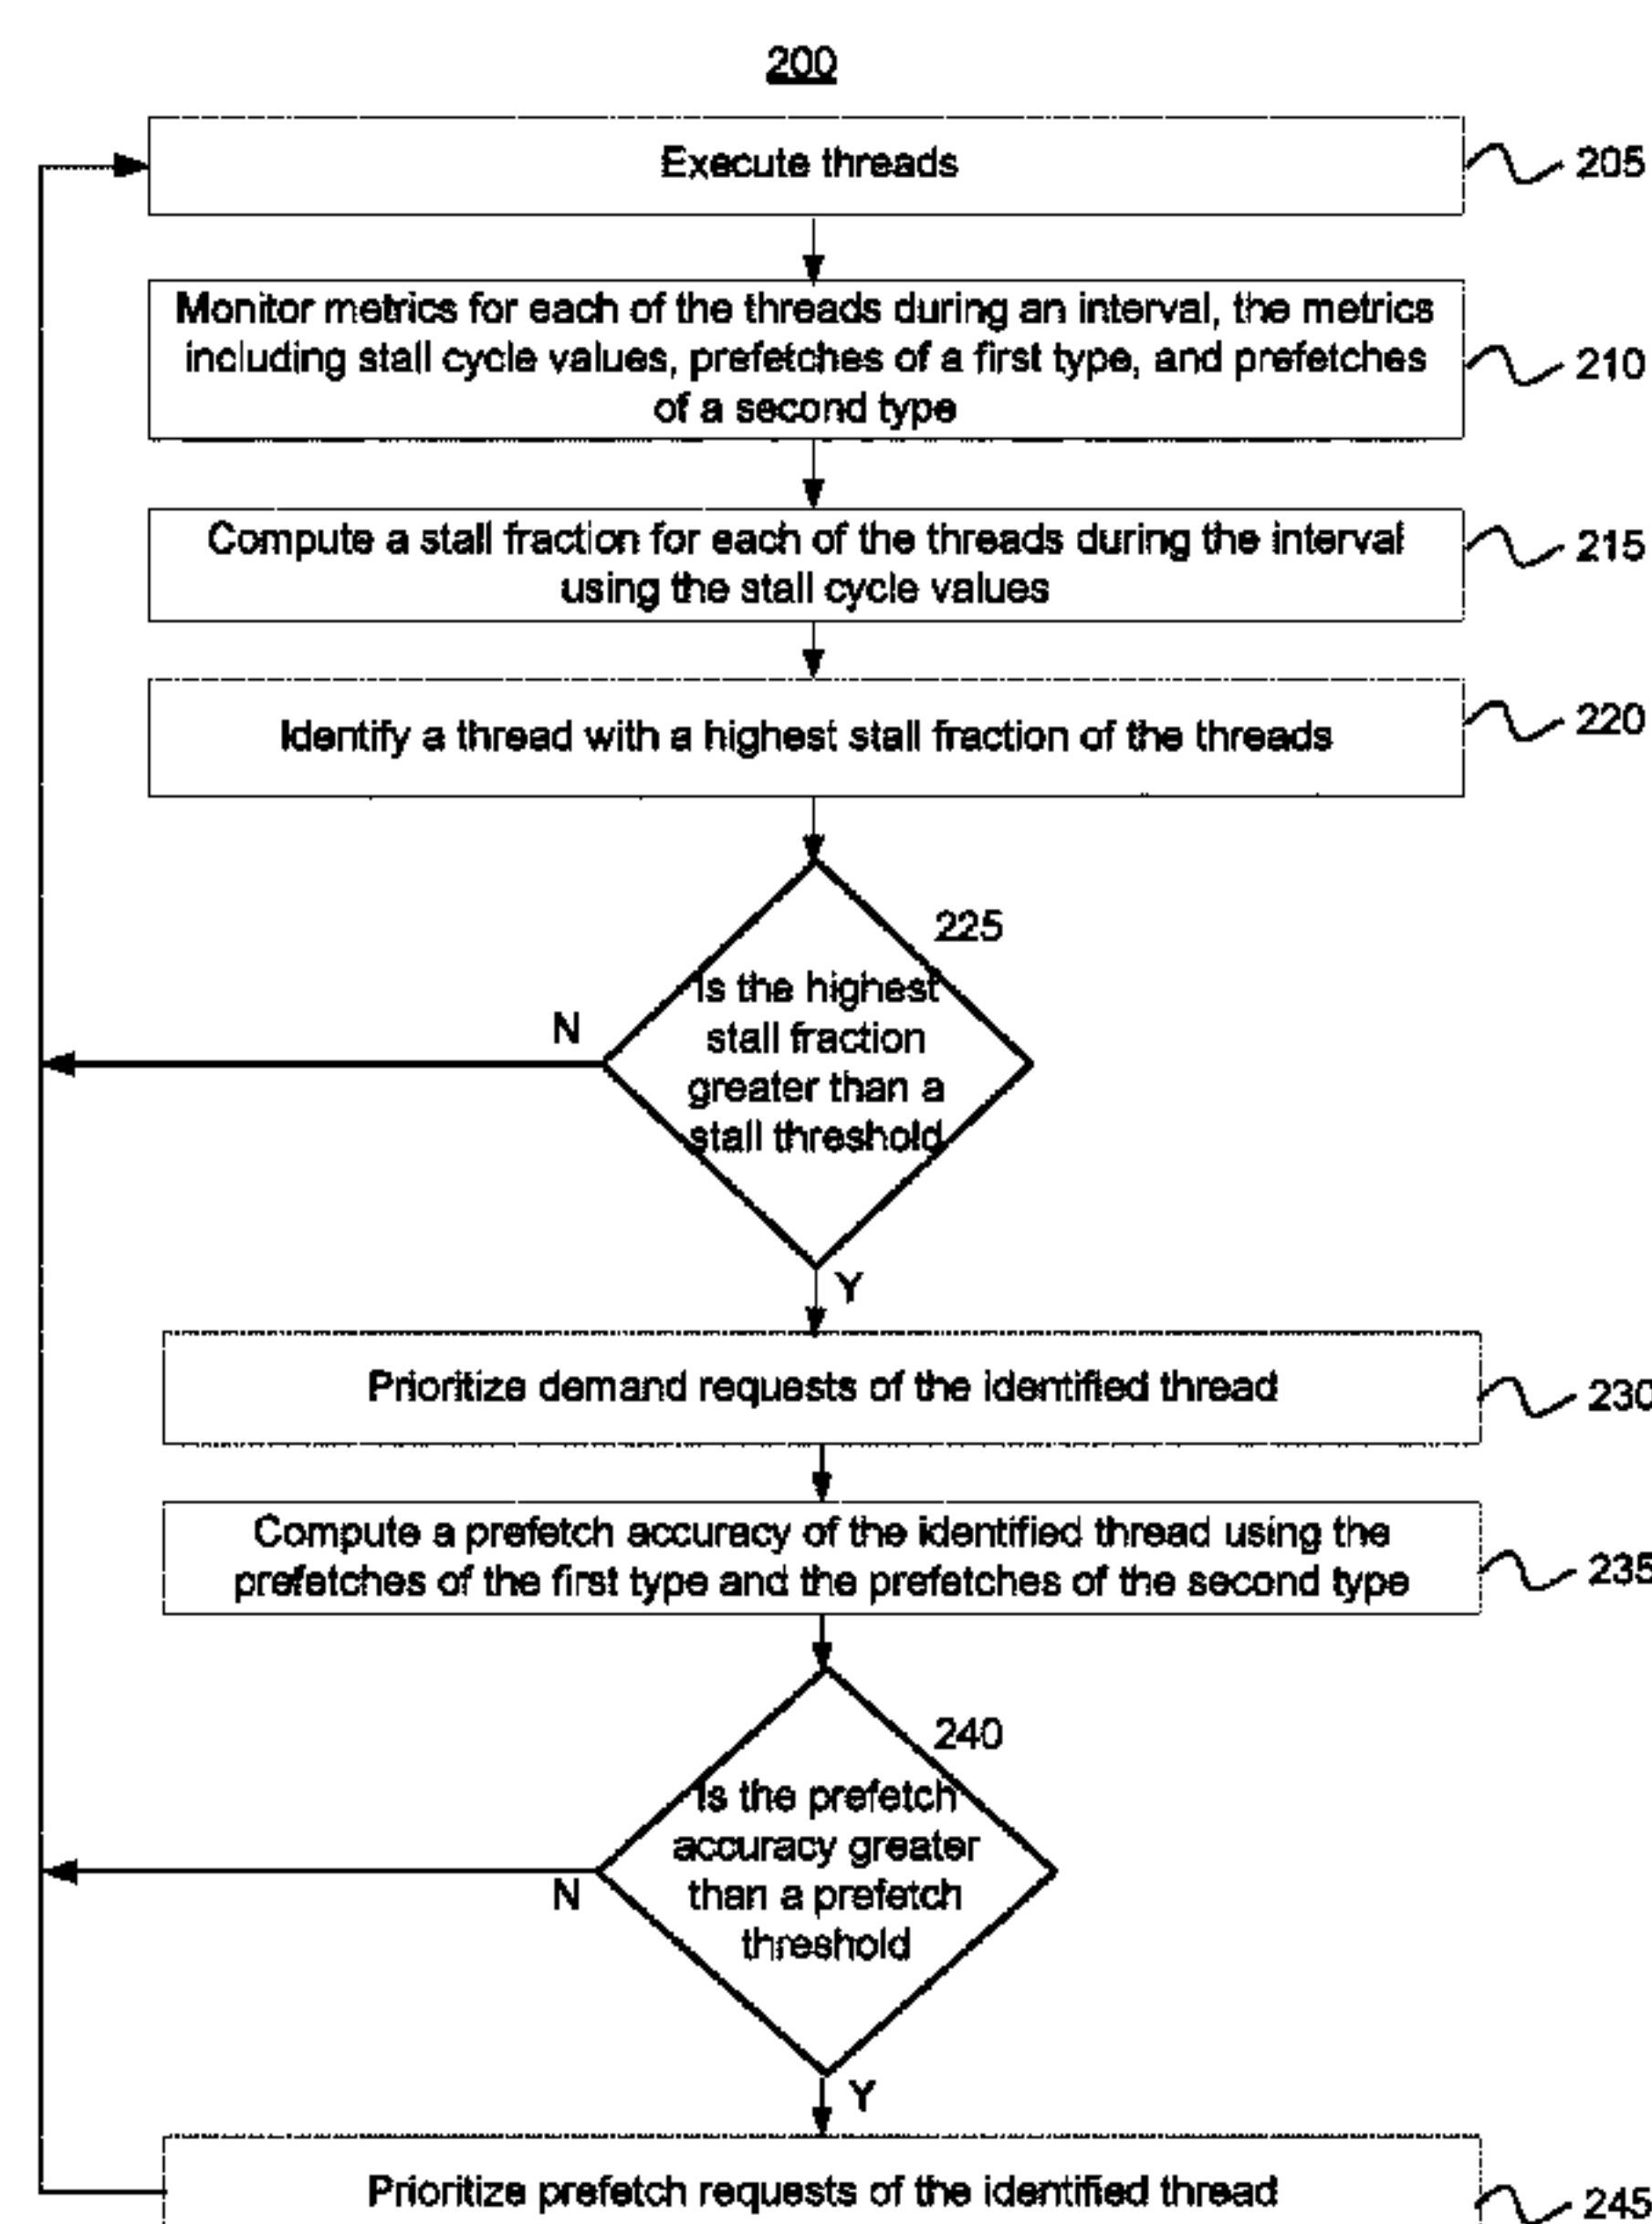 200
Execute threads
205
Monitor metrics for each of the threads during an interval, the metrics
including stall cycle values, prefetches of a first type, and prefetches
of a second type
210
Compute a stall fraction for each of the threads during the interval
using the stall cycle values
215
Identify a thread with a highest stall fraction of the threads
220
225
Is the highest
stall fraction
greater than a
stall threshold
N
Y
Prioritize demand requests of the identified thread
230
Compute a prefetch accuracy of the identified thread using the
prefetches of the first type and the prefetches of the second type
235
240
Is the prefetch
accuracy greater
than a prefetch
threshold
N
Y
Prioritize prefetch requests of the identified thread
245